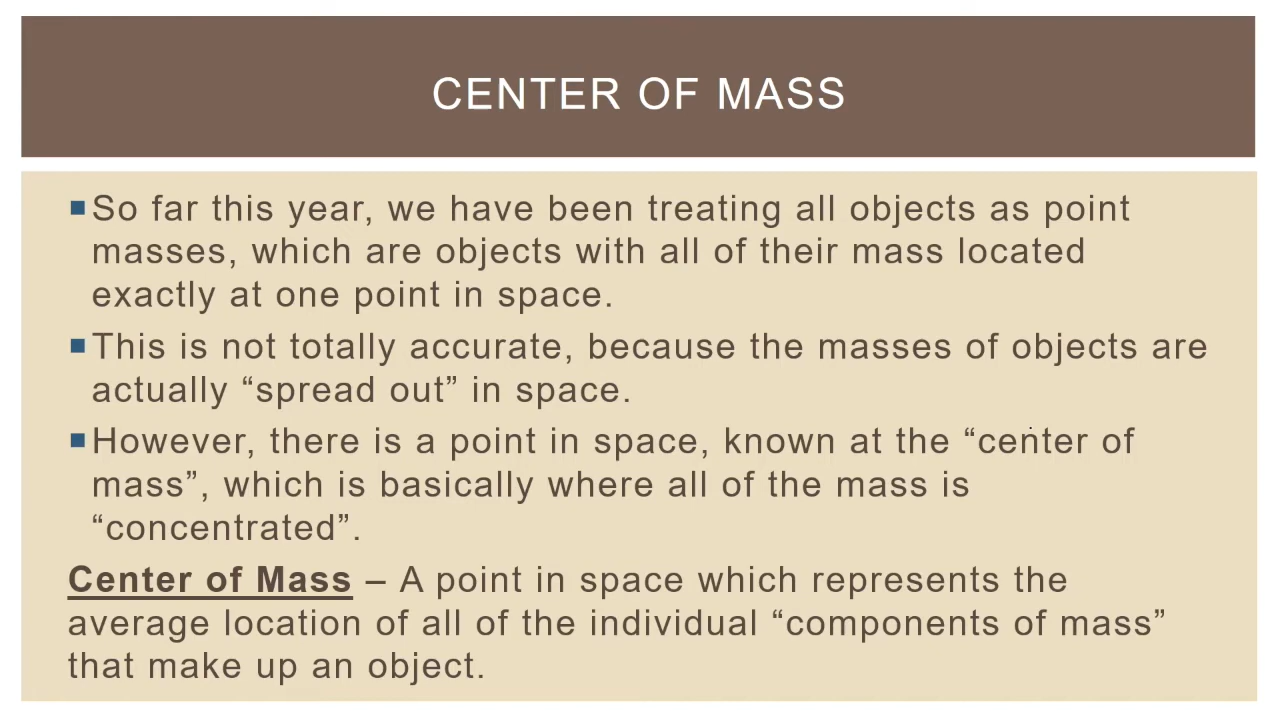 CENTER OF MASS
■So far this year, we have been treating all objects as point
masses, which are objects with all of their mass located
exactly at one point in space.
■This is not totally accurate, because the masses of objects are
actually “spread out” in space.
■However, there is a point in space, known at the “center of
mass”, which is basically where all of the mass is
“concentrated”.
Center of Mass – A point in space which represents the
average location of all of the individual “components of mass”
that make up an object.